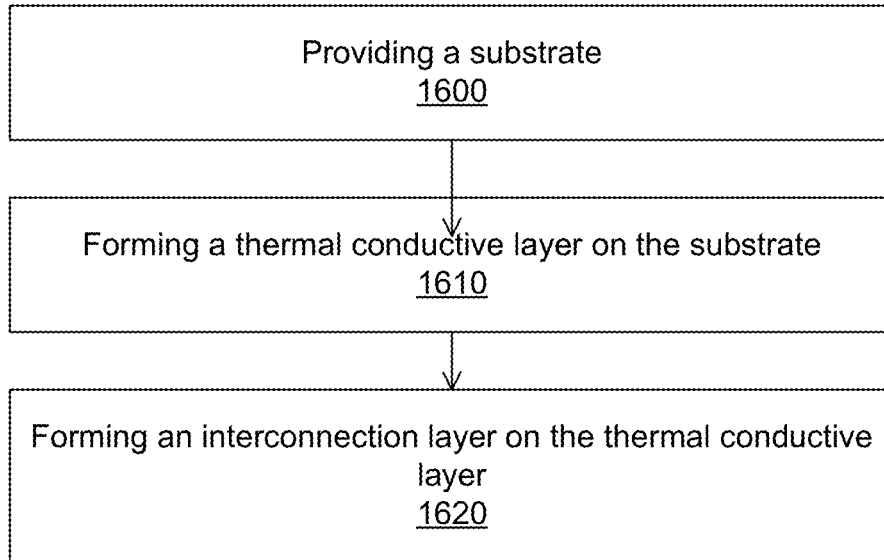 Providing a substrate
1600
Forming a thermal conductive layer on the substrate
1610
Forming an interconnection layer on the thermal conductive
layer
1620